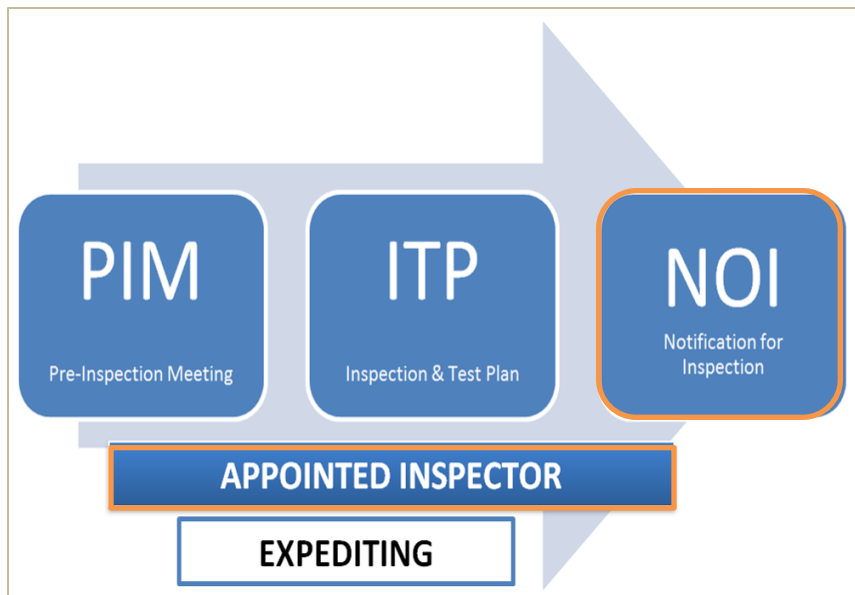 PIM
Pre-Inspection Meeting
ITP
Inspection & Test Plan
NOI
Notification for
Inspection
APPOINTED INSPECTOR
EXPEDITING